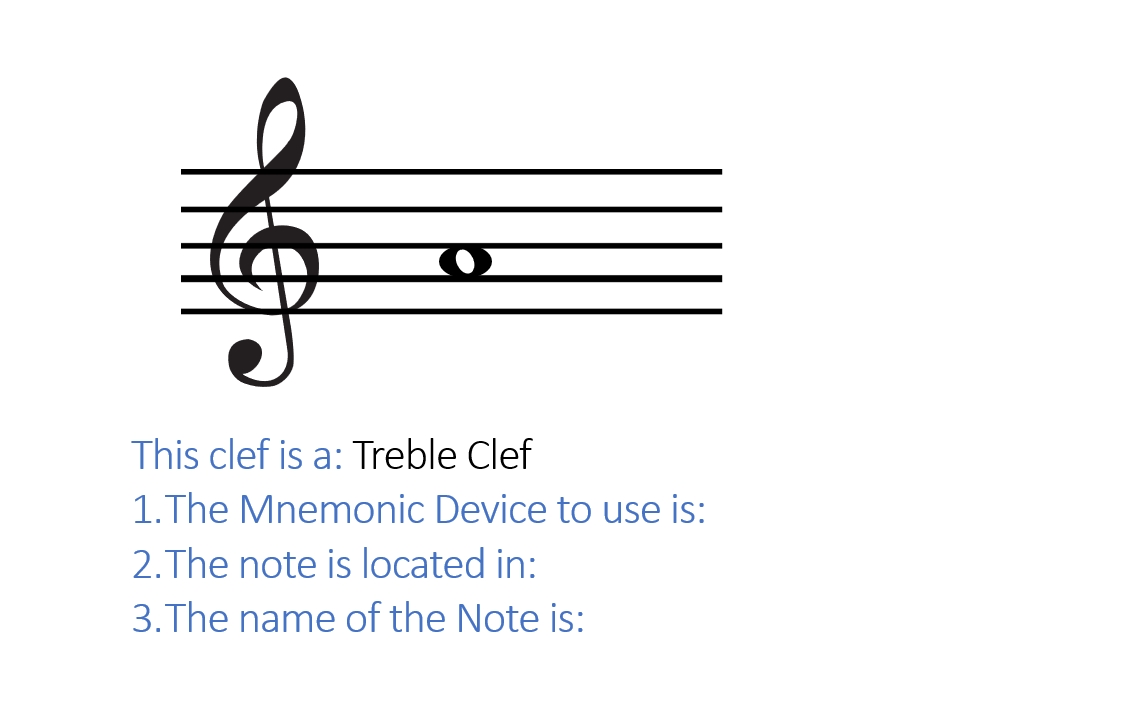 This clef is a: Treble Clef
1.The Mnemonic Device to use is:
2.The note is located in:
3.The name of the Note is: